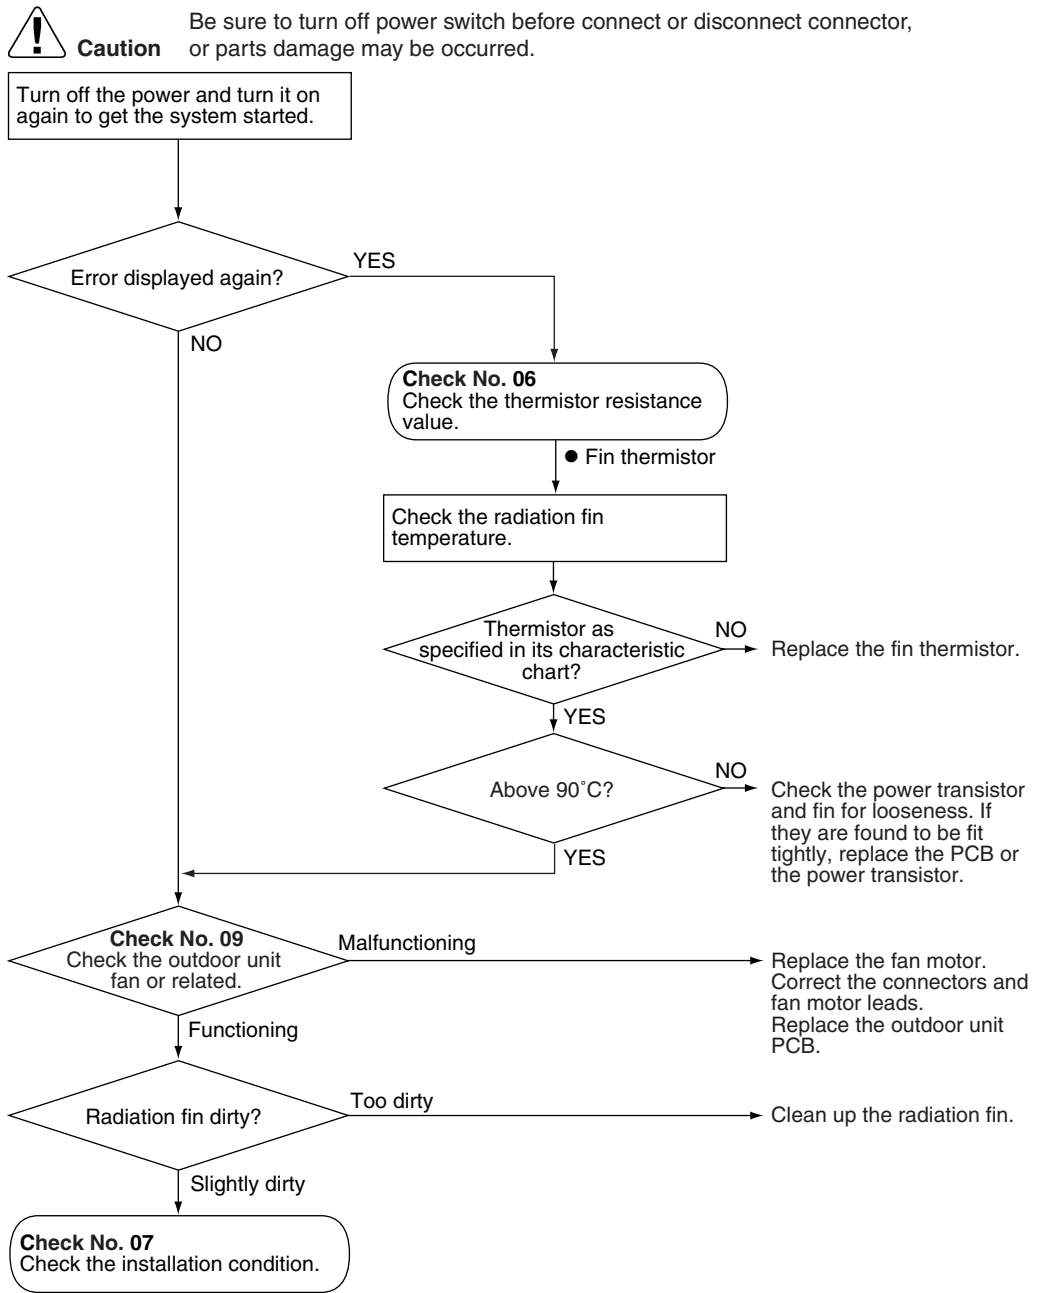 Be sure to turn off power switch before connect or disconnect connector,
Caution or parts damage may be occurred.
Turn off the power and turn it on
again to get the system started.
Error displayed again?
YES
NO
Check No. 06
Check the thermistor resistance
value.
● Fin thermistor
Check the radiation fin
temperature.
Thermistor as
specified in its characteristic
chart?
NO
Replace the fin thermistor.
YES
Above 90˚C?
NO
Check the power transistor
and fin for looseness. If
they are found to be fit
tightly, replace the PCB or
the power transistor.
YES
Check No. 09
Check the outdoor unit
fan or related.
Malfunctioning
Replace the fan motor.
Correct the connectors and
fan motor leads.
Replace the outdoor unit
PCB.
Functioning
Radiation fin dirty?
Too dirty
Clean up the radiation fin.
Slightly dirty
Check No. 07
Check the installation condition.